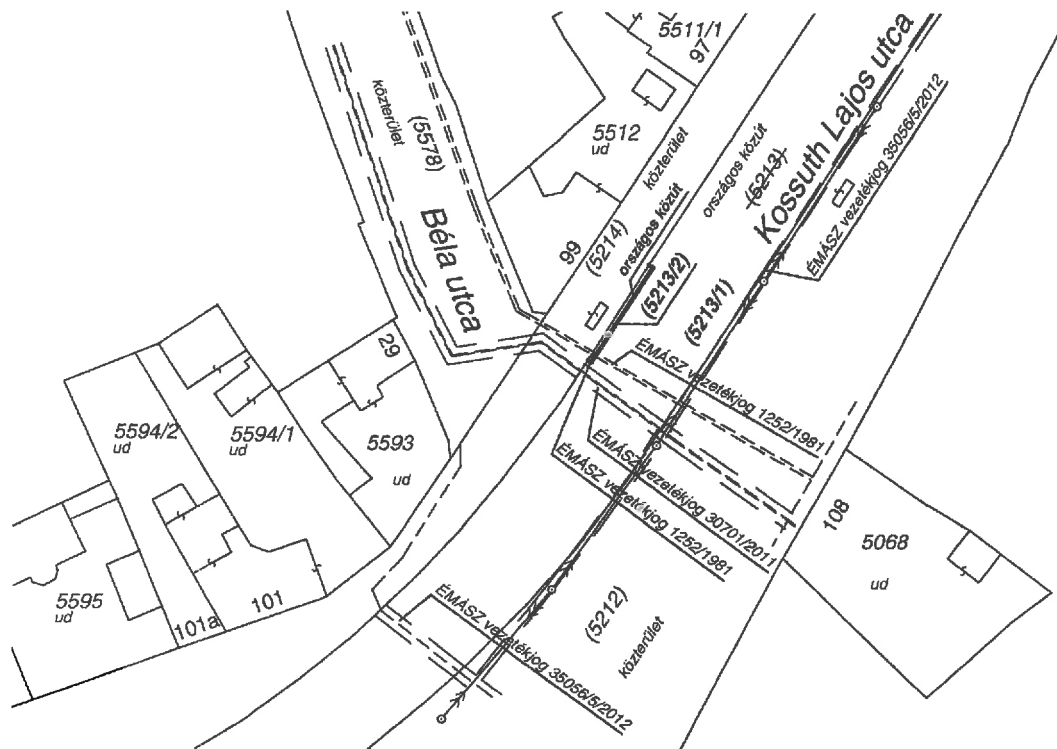 5511/1
97
közterület
(5578)
Béla utca
5512
ud
közterület
országos közút
99
(5214)
országos közút
(5213)
Kossuth Lajos utca
ÉMÁSZ vezetékjog 35056/5/2012
(5213/2)
(5213/1)
29
5594/2
ud
5594/1
ud
5593
ud
ÉMÁSZ vezetékjog 1252/1981
ÉMÁSZ vezetékjog 30701/2011
ÉMÁSZ vezetékjog 1252/1981
108
5068
ud
5595
ud
101a
101
(5212)
közterület
ÉMÁSZ vezetékjog 35056/5/2012